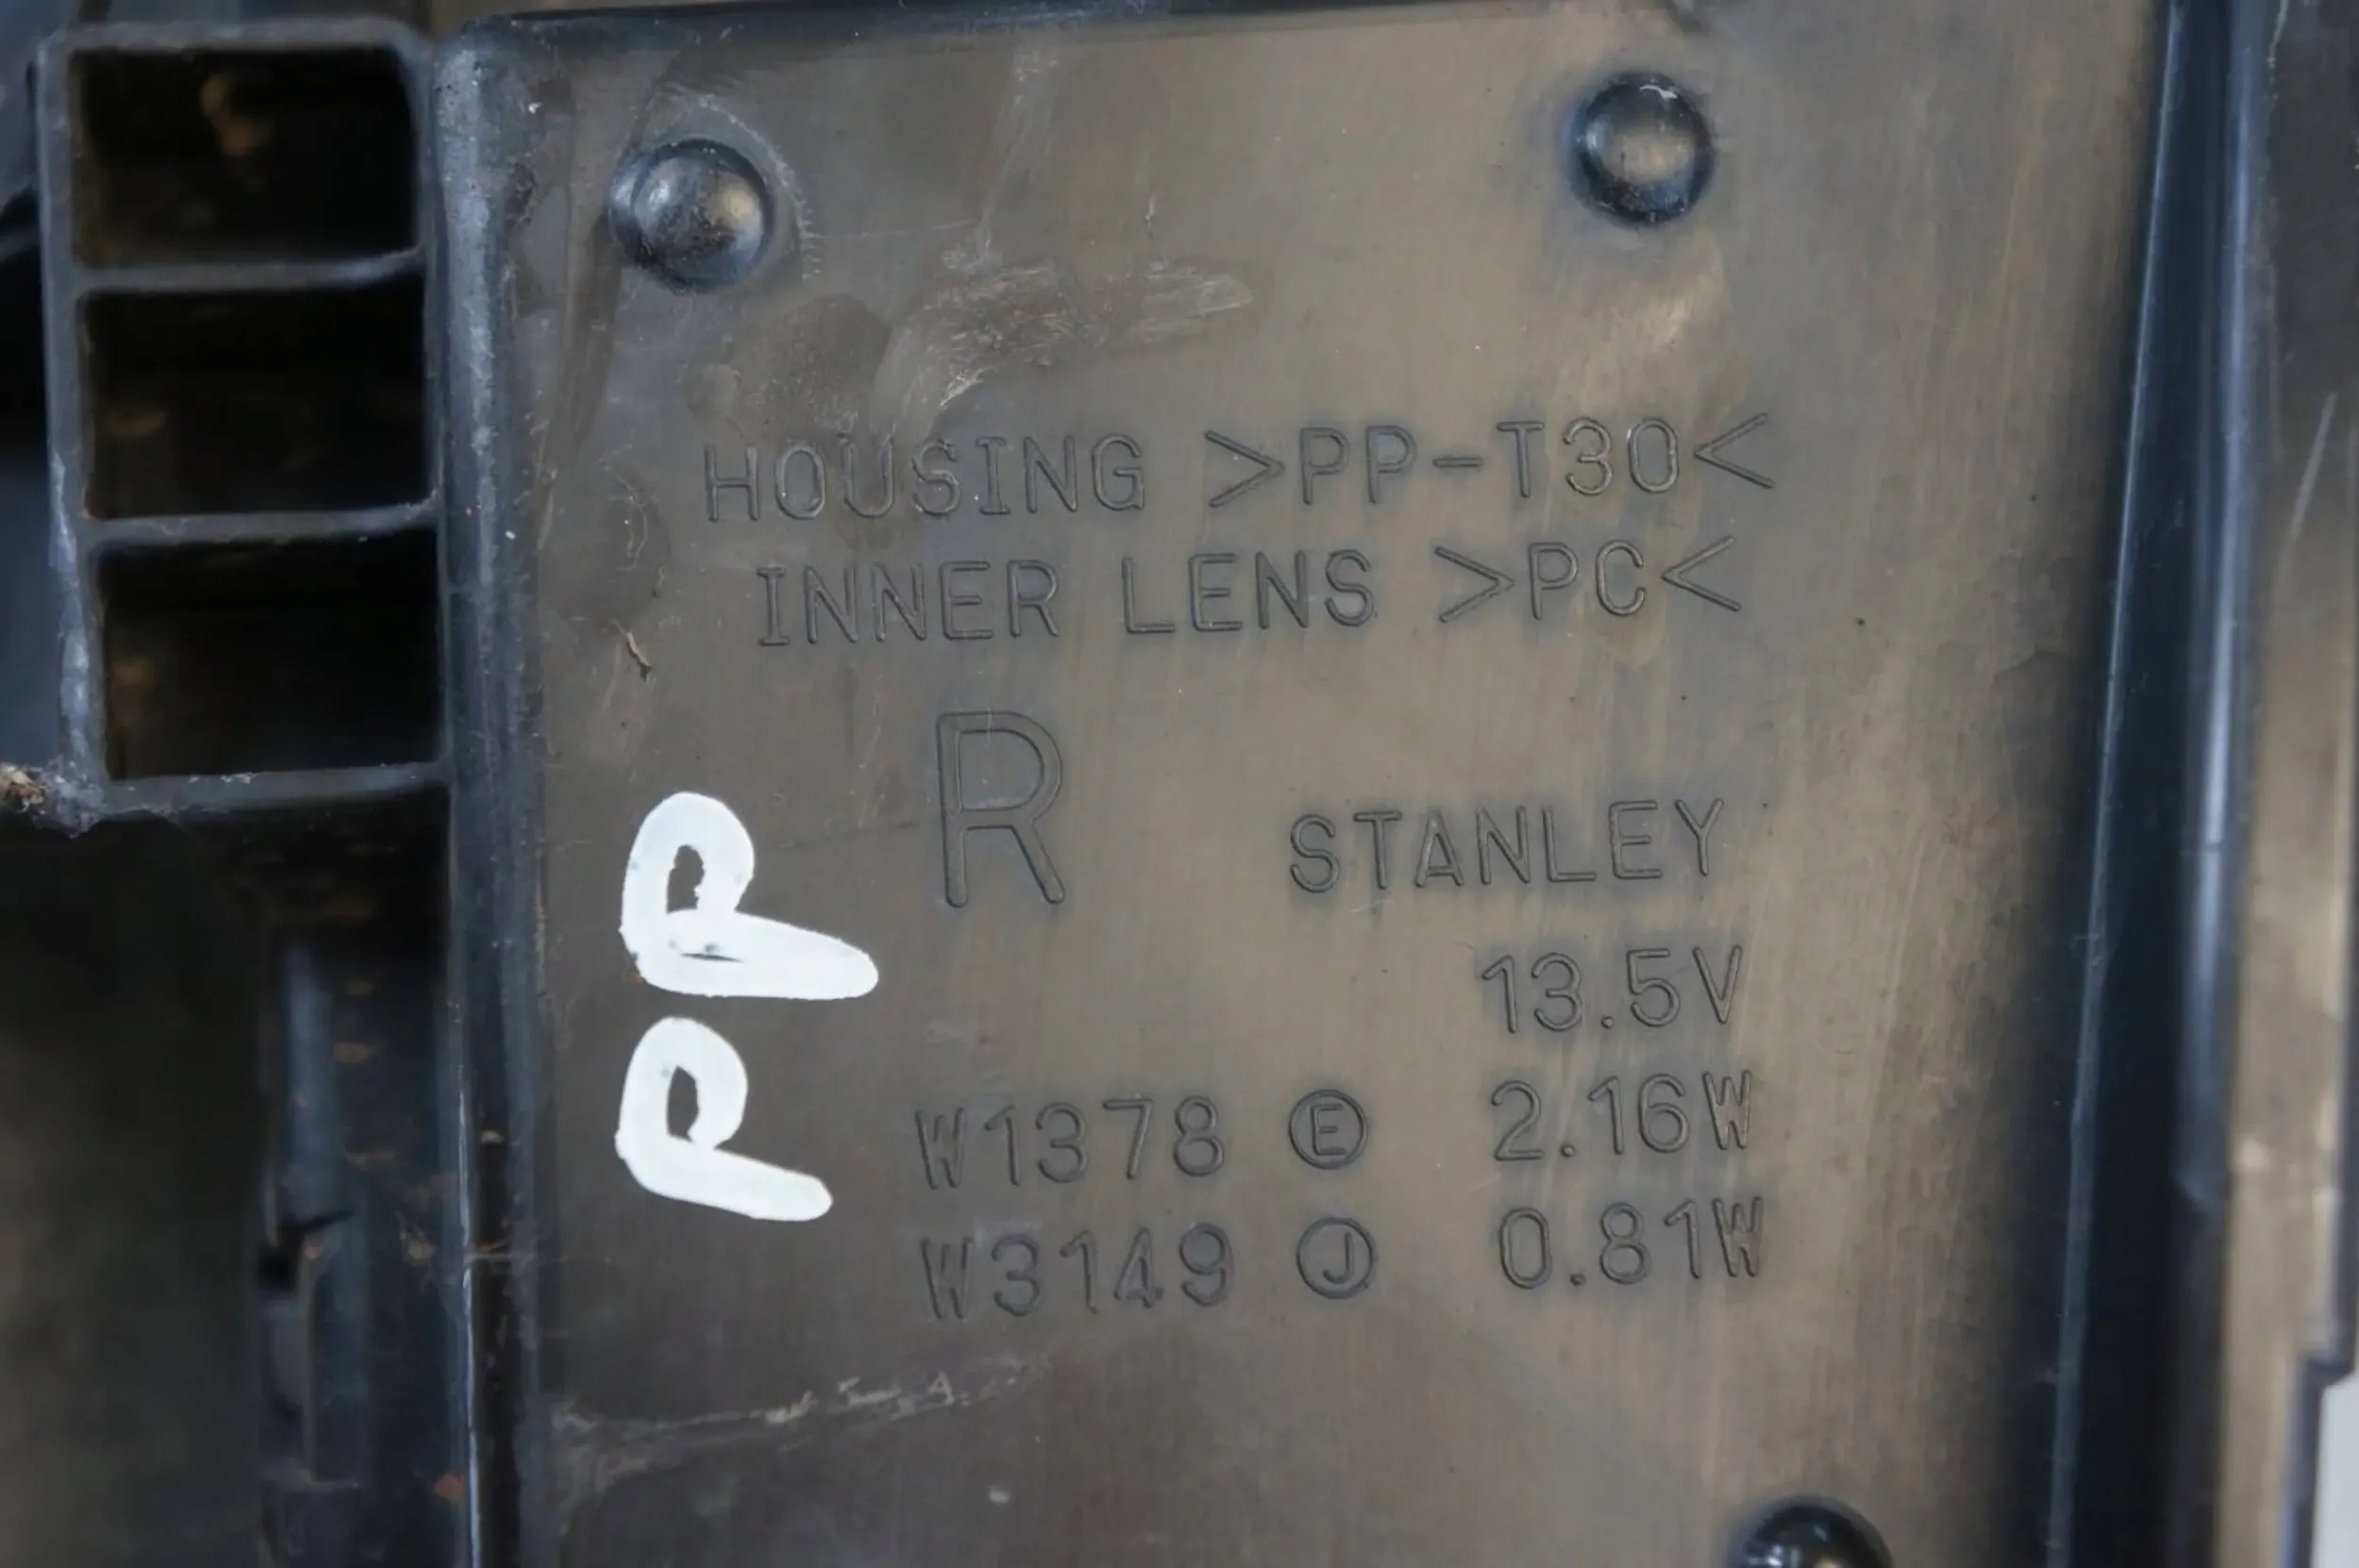 HOUSING >PP-T30<
INNER LENS >PC<
R
STANLEY
13.5V
W1378 Ⓔ 2.16W
W3149 Ⓙ 0.81W
PP